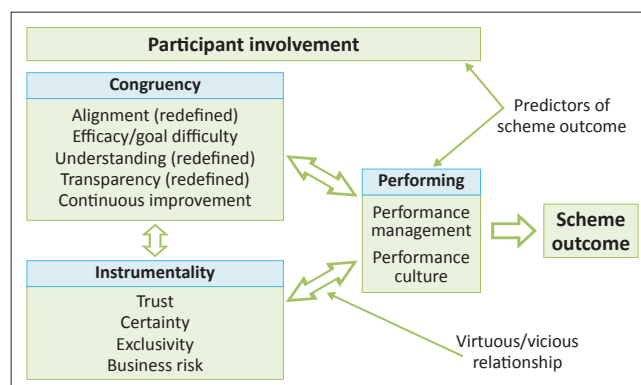 Participant involvement
Congruency
Alignment (redefined)
Efficacy/goal difficulty
Understanding (redefined)
Transparency (redefined)
Continuous improvement
Predictors of
scheme outcome
Performing
Performance
management
Performance
culture
Scheme
outcome
Instrumentality
Trust
Certainty
Exclusivity
Business risk
Virtuous/vicious
relationship